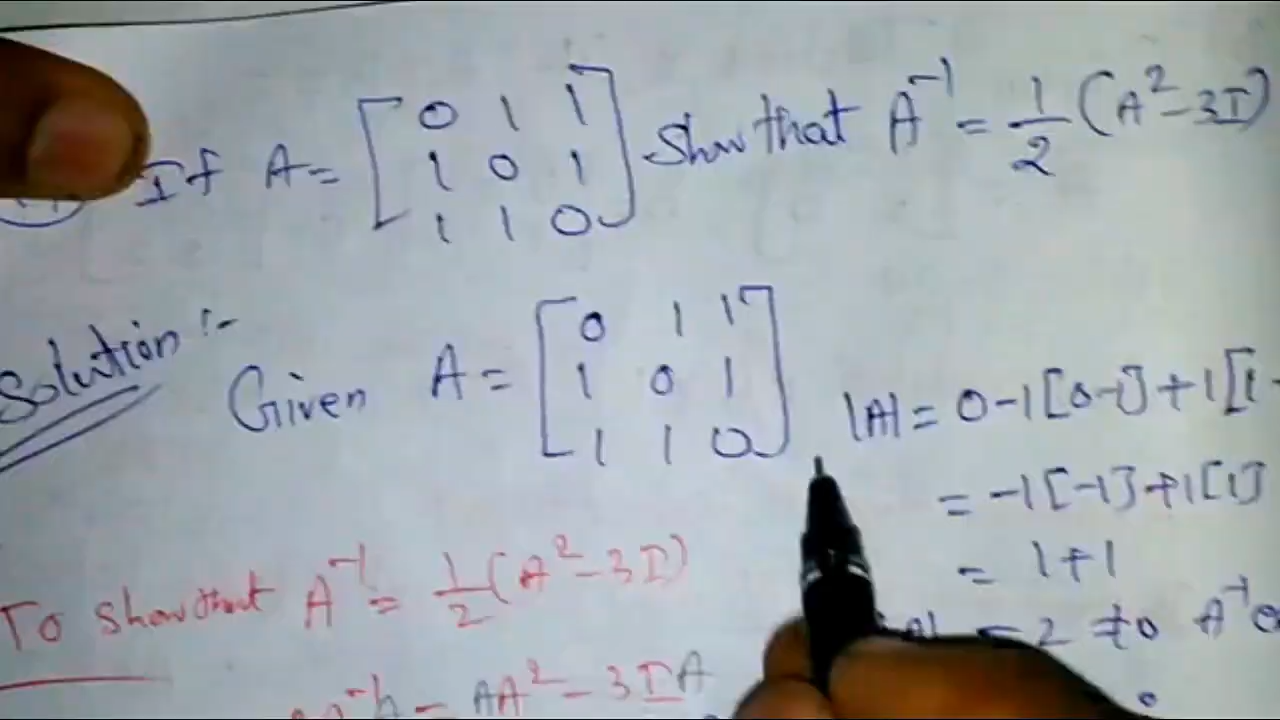 If A = [0 1 1
1 0 1
1 1 0] Show that A⁻¹ = 1/2 (A² - 3I)
Solution :-
Given A = [0 1 1
1 0 1
1 1 0]
|A| = 0 - 1[0-1] + 1[1-
= -1[-1] + 1[1]
= 1+1
= 2 ≠ 0 A⁻¹
To show that A⁻¹ = 1/2 (A² - 3I)
= AA² - 3IA